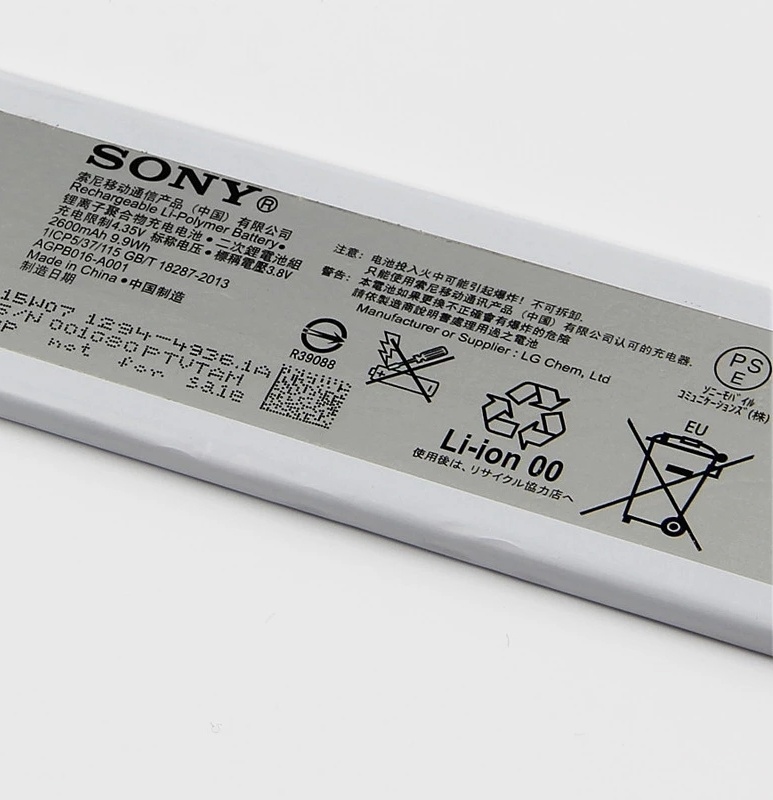 SONY®
索尼移动通信产品（中国）有限公司
Rechargeable Li-Polymer Battery •
锂离子聚合物充电电池 • 二次鋰電池組
充电限制4.35V 标称电压 • 標稱電壓3.8V
2600mAh 9.9Wh
1ICP5/37/115 GB/T 18287-2013
AGPB016-A001
Made in China • 中国制造
制造日期
15W07 1294-4936.1A
S/N 001080PTVTAH
not for
注意：电池投入火中可能引起爆炸！不可拆卸.
只能使用索尼移动通讯产品（中国）有限公司认可的充电器.
警告：本電池如果更换不正確會有爆炸的危險
請依製造商說明書處理用過之電池
Manufacturer or Supplier : LG Chem, Ltd
R39088
Li-ion 00
使用後は、リサイクル協力店へ
PS
E
ソニーモバイル
コミュニケーションズ(株)
EU